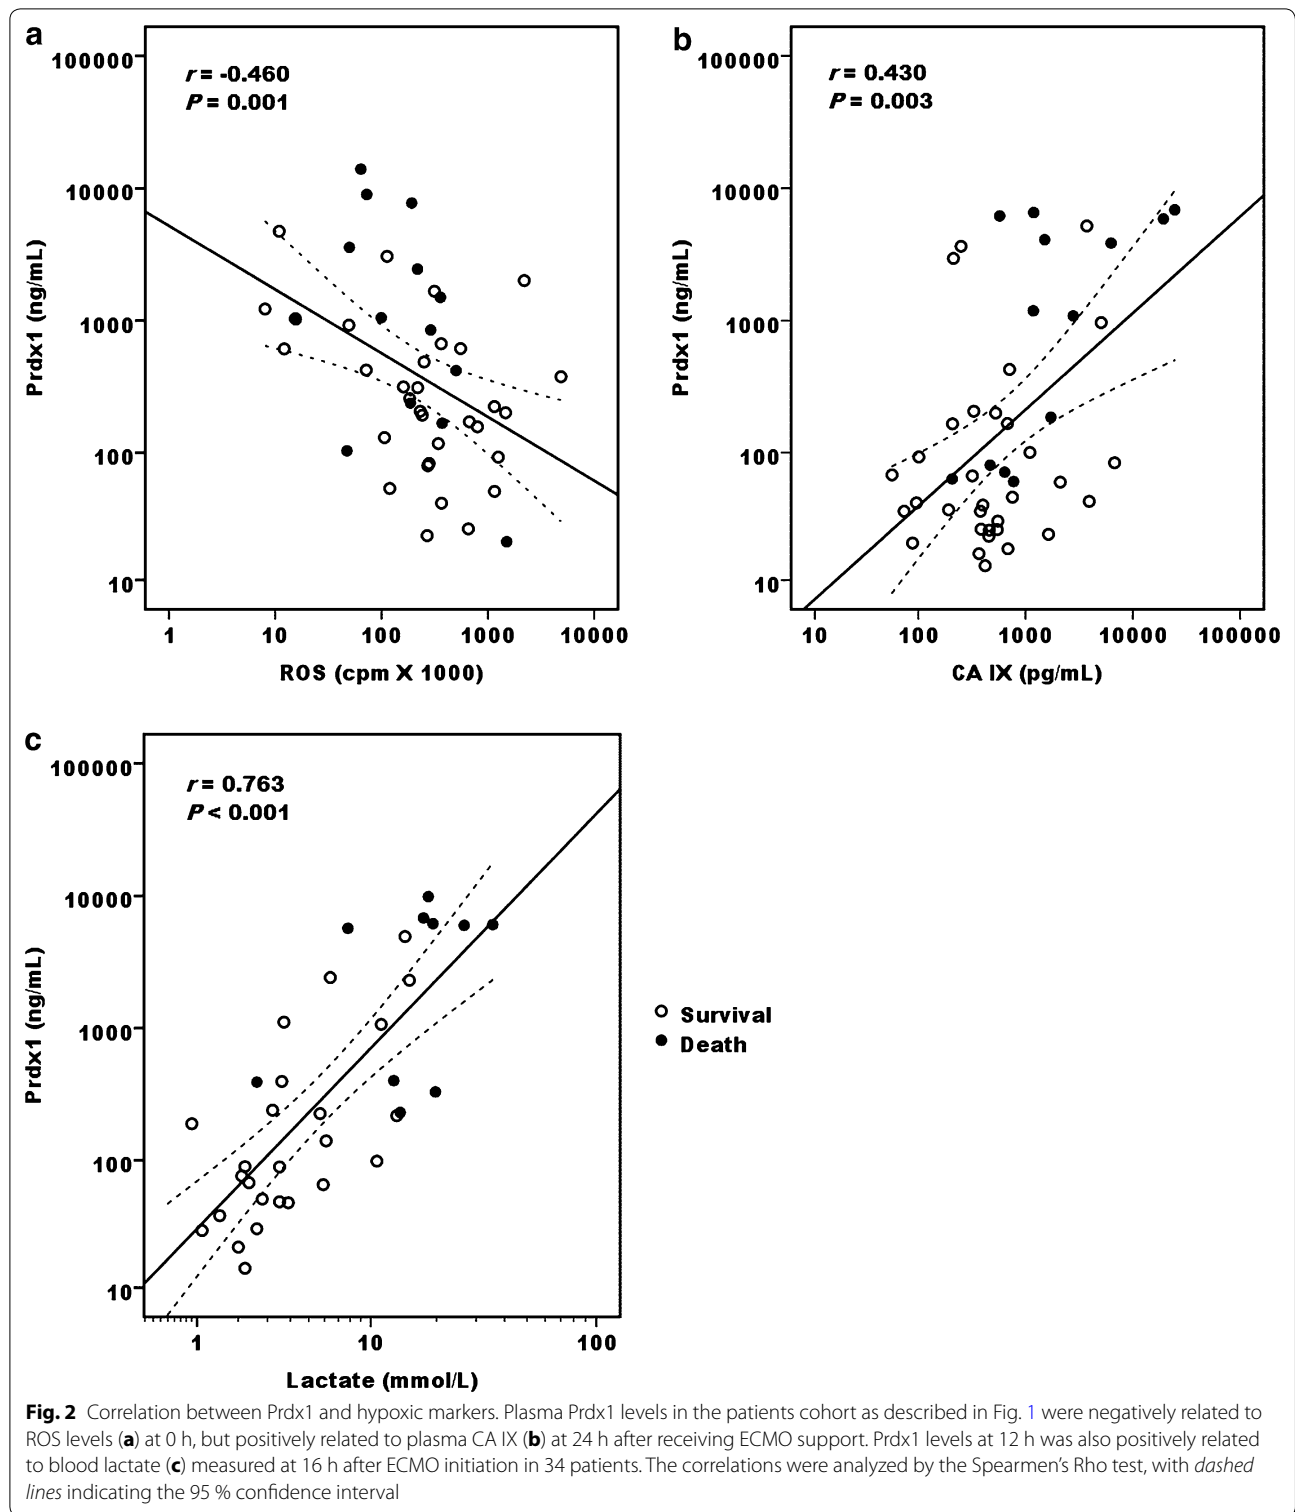 a
r = -0.460
P = 0.001
100000
10000
1000
100
10
Prdx1 (ng/mL)
1 10 100 1000 10000
ROS (cpm X 1000)
b
r = 0.430
P = 0.003
100000
10000
1000
100
10
Prdx1 (ng/mL)
10 100 1000 10000 100000
CA IX (pg/mL)
c
r = 0.763
P < 0.001
100000
10000
1000
100
10
Prdx1 (ng/mL)
1 10 100
Lactate (mmol/L)
Survival
Death
Fig. 2 Correlation between Prdx1 and hypoxic markers. Plasma Prdx1 levels in the patients cohort as described in Fig. 1 were negatively related to
ROS levels (a) at 0 h, but positively related to plasma CA IX (b) at 24 h after receiving ECMO support. Prdx1 levels at 12 h was also positively related
to blood lactate (c) measured at 16 h after ECMO initiation in 34 patients. The correlations were analyzed by the Spearmen's Rho test, with dashed
lines indicating the 95 % confidence interval